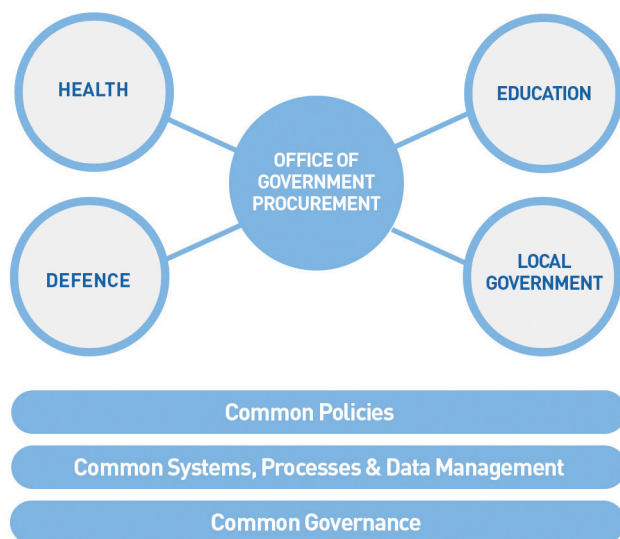 HEALTH
EDUCATION
OFFICE OF
GOVERNMENT
PROCUREMENT
DEFENCE
LOCAL
GOVERNMENT
Common Policies
Common Systems, Processes & Data Management
Common Governance